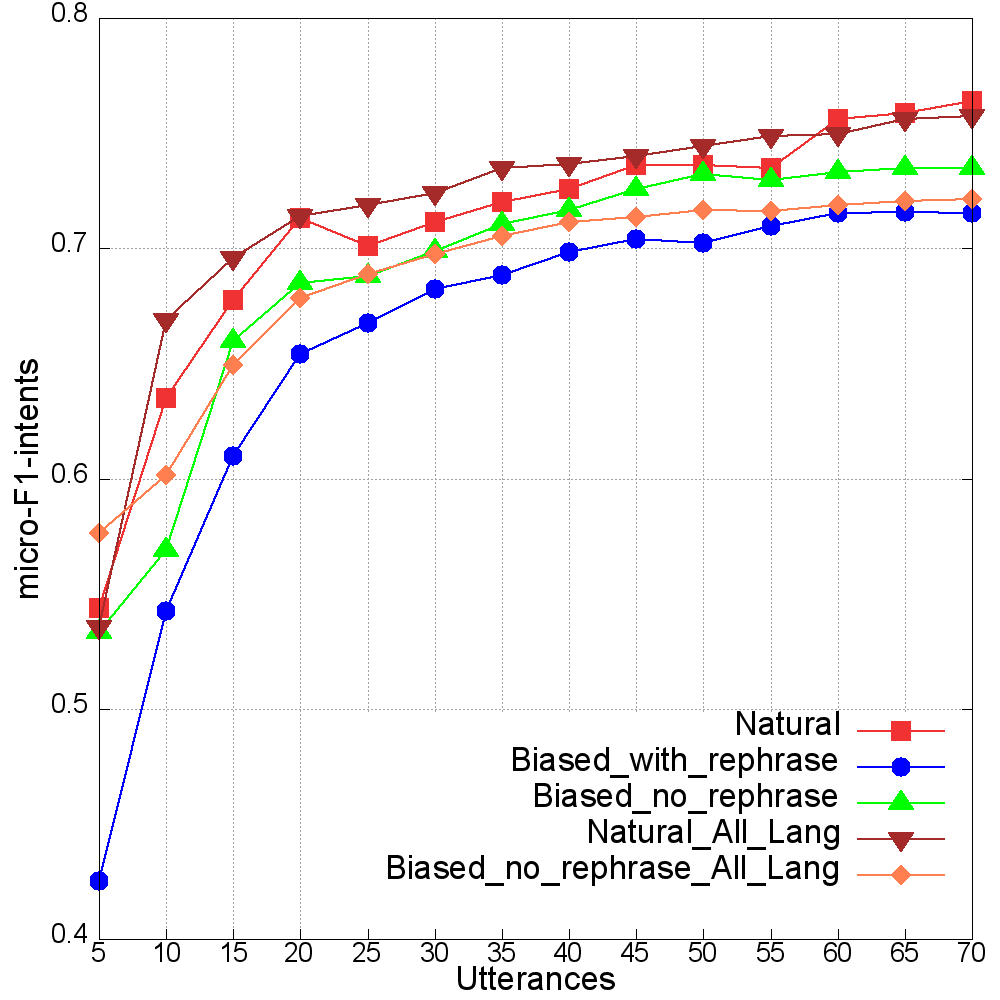 0.8
0.7
0.6
0.5
0.4
micro-F1-intents
Natural
Biased_with_rephrase
Biased_no_rephrase
Natural_All_Lang
Biased_no_rephrase_All_Lang
5 10 15 20 25 30 35 40 45 50 55 60 65 70
Utterances